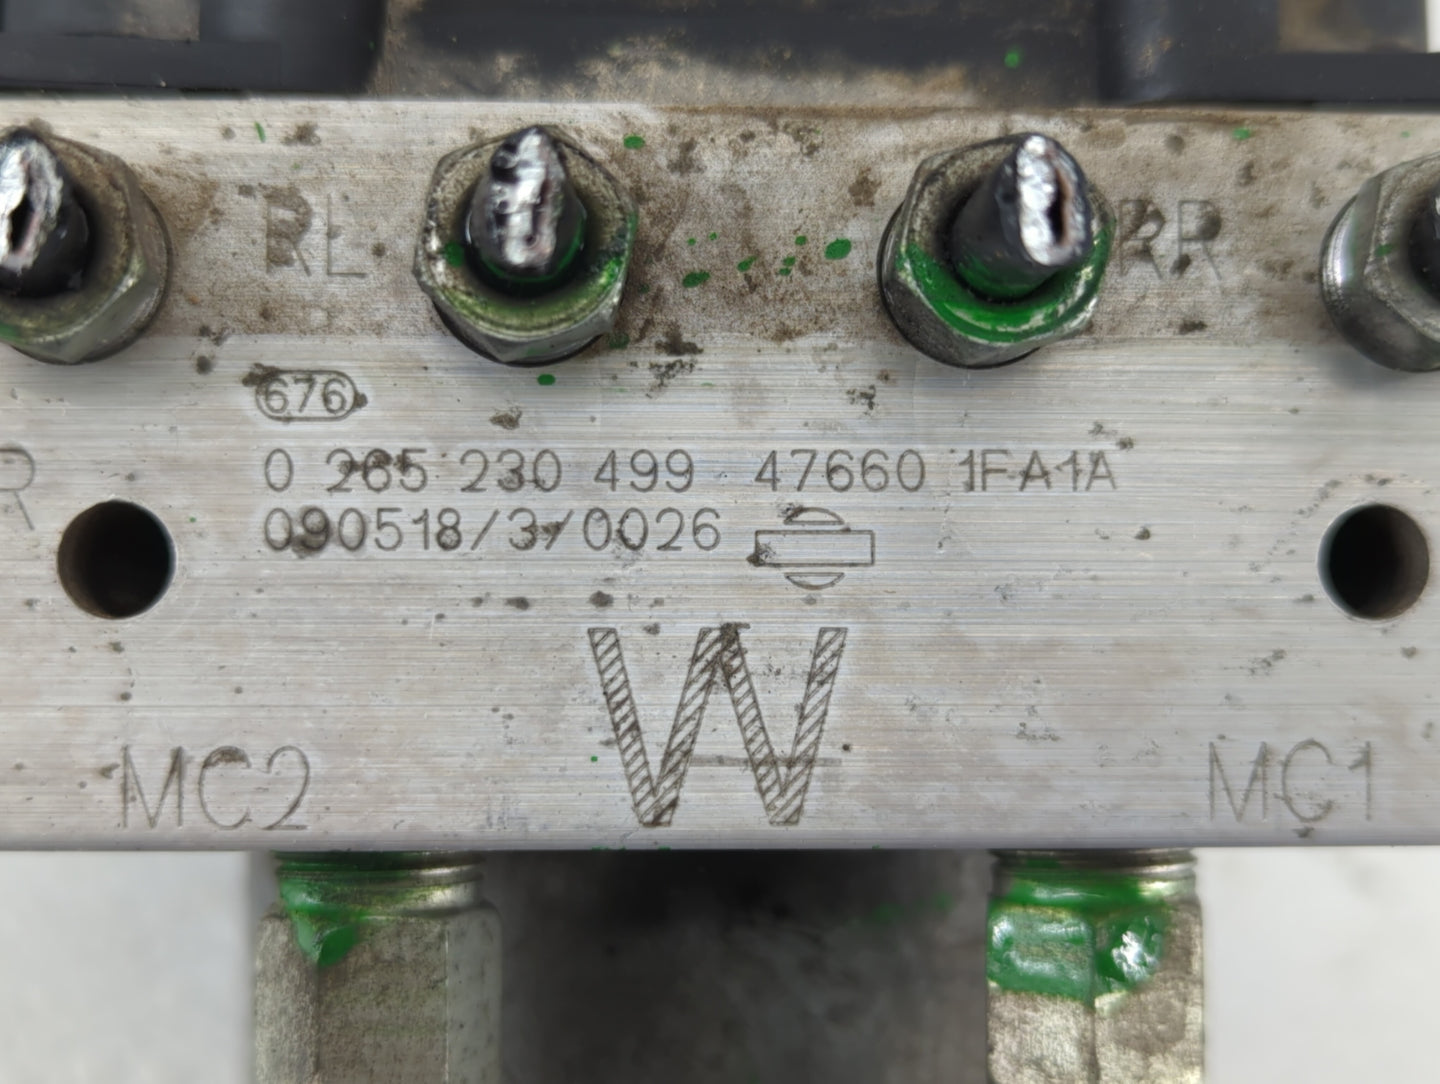 RL RR
676
0 265 230 499 47660 1FA1A
R
090518/3/0026
W
MC2 MC1